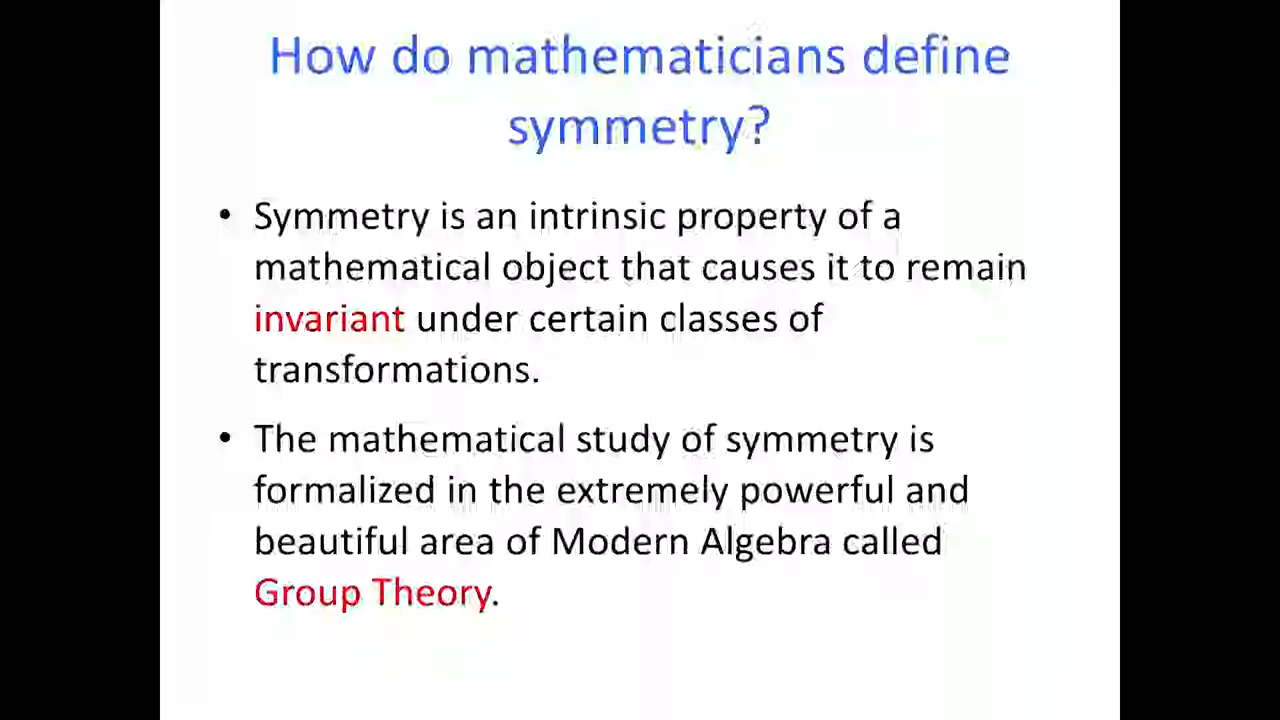 How do mathematicians define
symmetry?
• Symmetry is an intrinsic property of a
mathematical object that causes it to remain
invariant under certain classes of
transformations.
• The mathematical study of symmetry is
formalized in the extremely powerful and
beautiful area of Modern Algebra called
Group Theory.